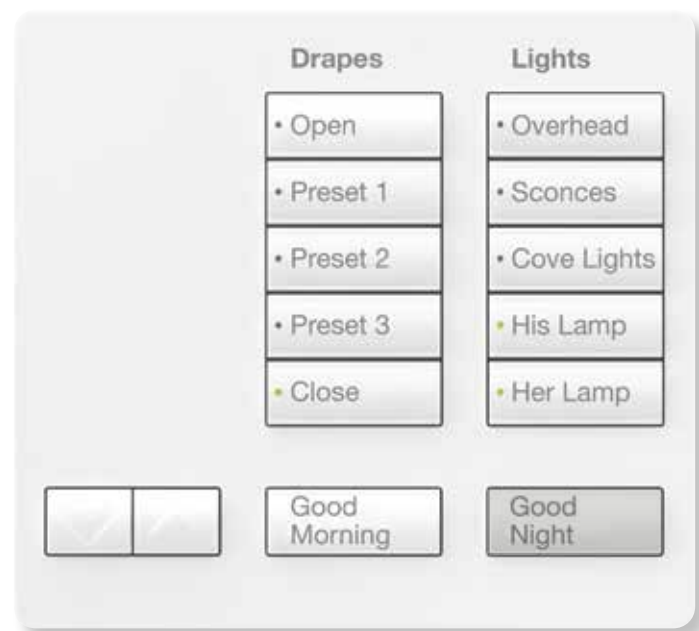 Drapes
Lights
Open
Preset 1
Preset 2
Preset 3
Close
Overhead
Sconces
Cove Lights
His Lamp
Her Lamp
Good
Morning
Good
Night